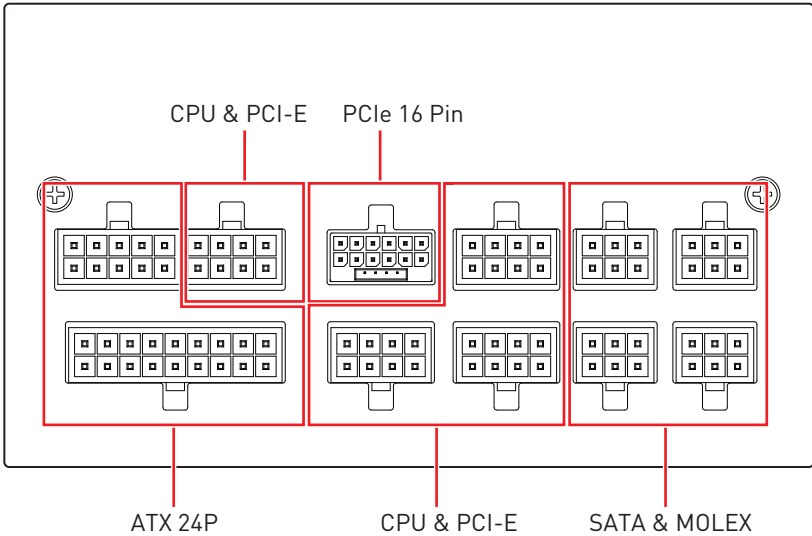 CPU & PCI-E
PCIe 16 Pin
ATX 24P
CPU & PCI-E
SATA & MOLEX